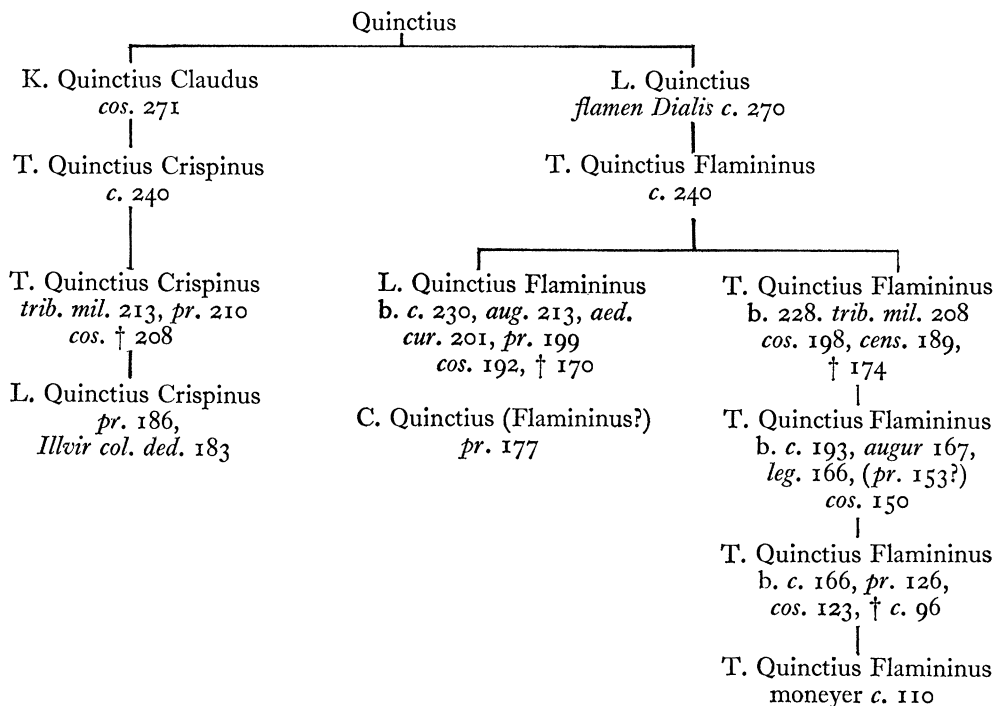 Quinctius
K. Quinctius Claudus
cos. 271
L. Quinctius
flamen Dialis c. 270
T. Quinctius Crispinus
c. 240
T. Quinctius Flamininus
c. 240
T. Quinctius Crispinus
trib. mil. 213, pr. 210
cos. † 208
L. Quinctius Flamininus
b. c. 230, aug. 213, aed.
cur. 201, pr. 199
cos. 192, † 170
T. Quinctius Flamininus
b. 228. trib. mil. 208
cos. 198, cens. 189,
† 174
L. Quinctius Crispinus
pr. 186,
IIIvir col. ded. 183
C. Quinctius (Flamininus?)
pr. 177
T. Quinctius Flamininus
b. c. 193, augur 167,
leg. 166, (pr. 153?)
cos. 150
T. Quinctius Flamininus
b. c. 166, pr. 126,
cos. 123, † c. 96
T. Quinctius Flamininus
moneyer c. 110